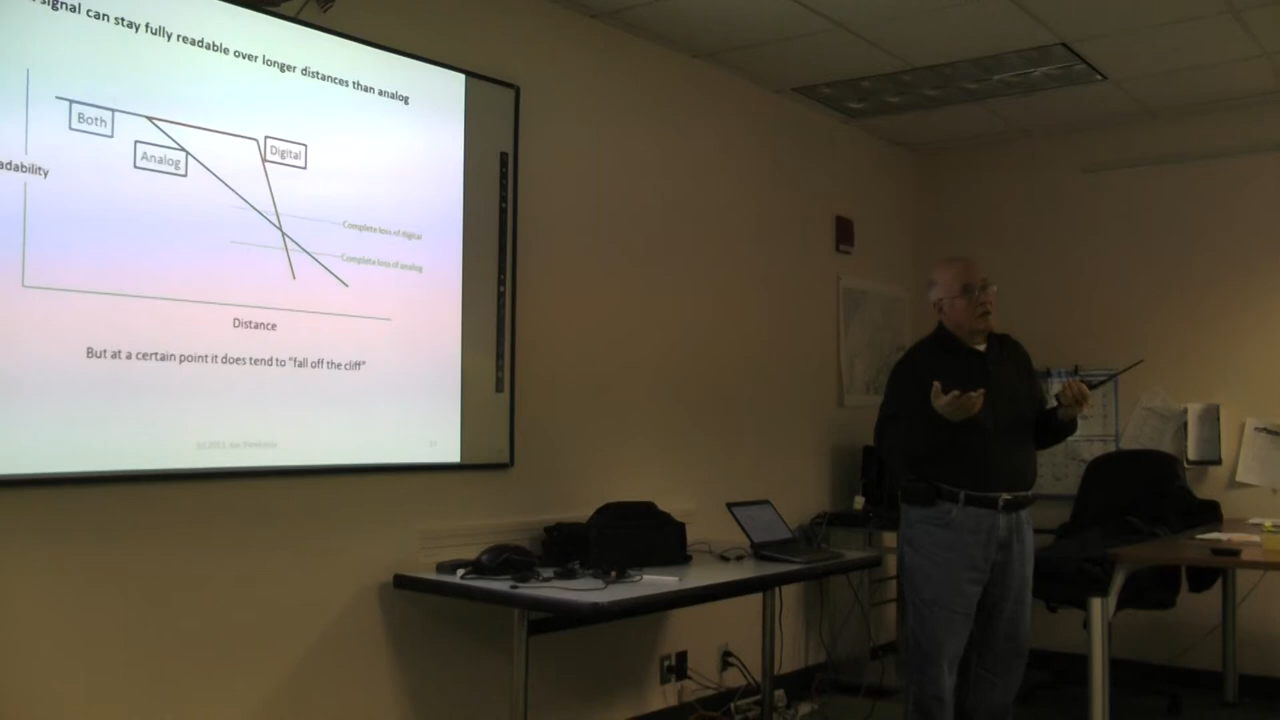 signal can stay fully readable over longer distances than analog
Both
Analog
Digital
adability
Complete loss of digital
Complete loss of analog
Distance
But at a certain point it does tend to "fall off the cliff"